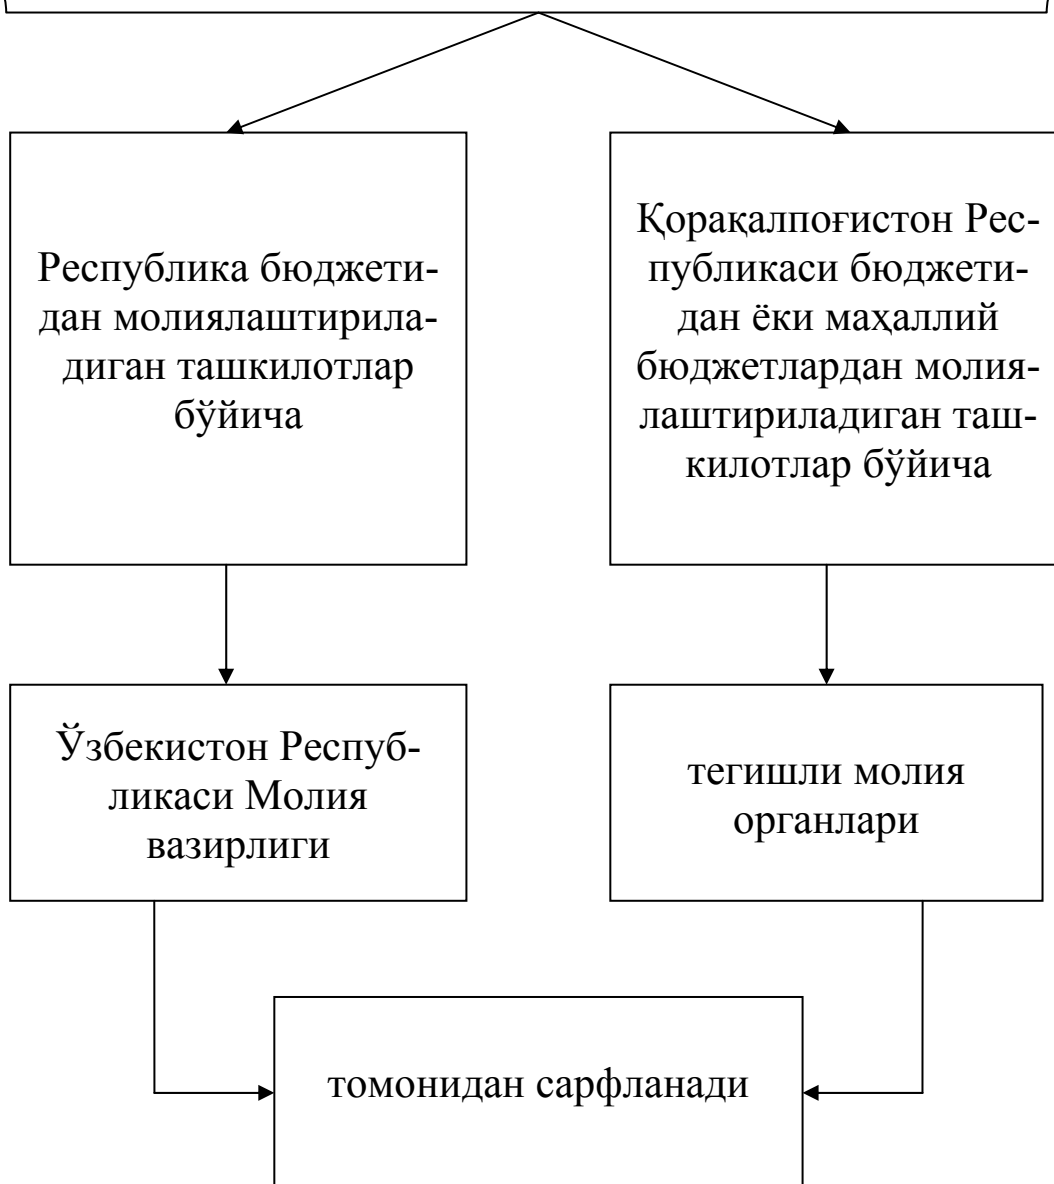 Республика бюджети-
дан молиялаштирила-
диган ташкилотлар
бўйича
Қорақалпоғистон Рес-
публикаси бюджети-
дан ёки маҳаллий
бюджетлардан молия-
лаштириладиган таш-
килотлар бўйича
Ўзбекистон Респуб-
ликаси Молия
вазирлиги
тегишли молия
органлари
томонидан сарфланади